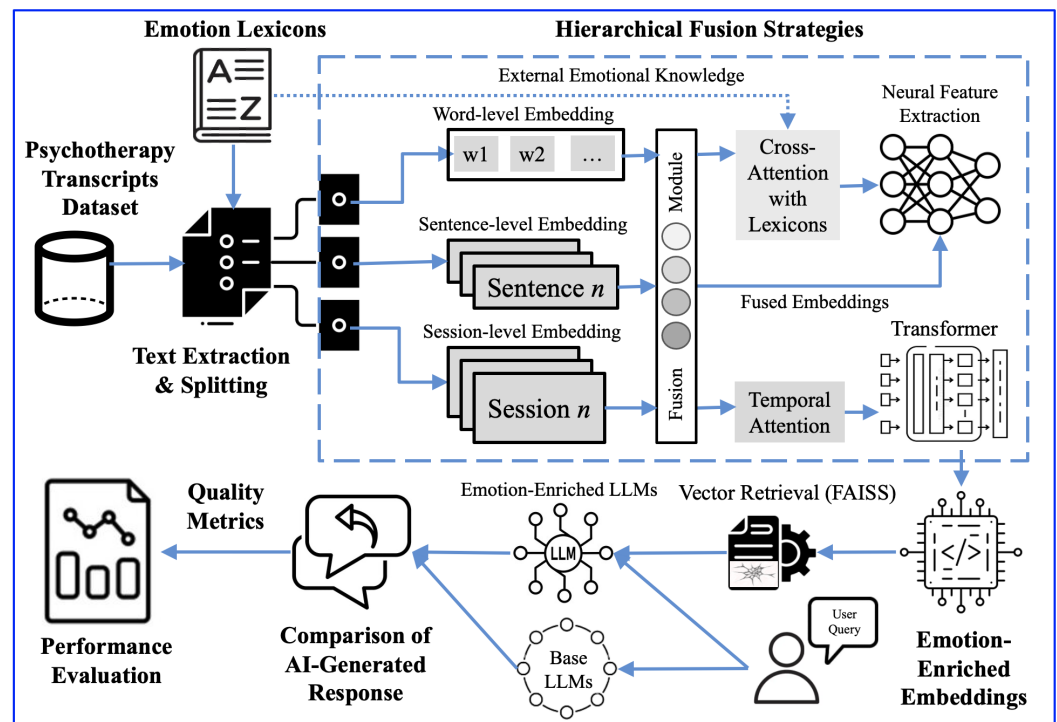 Emotion Lexicons
Hierarchical Fusion Strategies
A
Z
External Emotional Knowledge
Neural Feature
Extraction
Psychotherapy
Transcripts
Dataset
Word-level Embedding
w1 w2 ...
Cross-
Attention
with
Lexicons
Fusion Module
Sentence-level Embedding
Sentence n
Fused Embeddings
Text Extraction
& Splitting
Session-level Embedding
Session n
Temporal
Attention
Transformer
Quality
Metrics
Emotion-Enriched LLMs
LLM
Vector Retrieval (FAISS)
</>
User
Query
Base
LLMs
Performance
Evaluation
Comparison of
AI-Generated
Response
Emotion-
Enriched
Embeddings